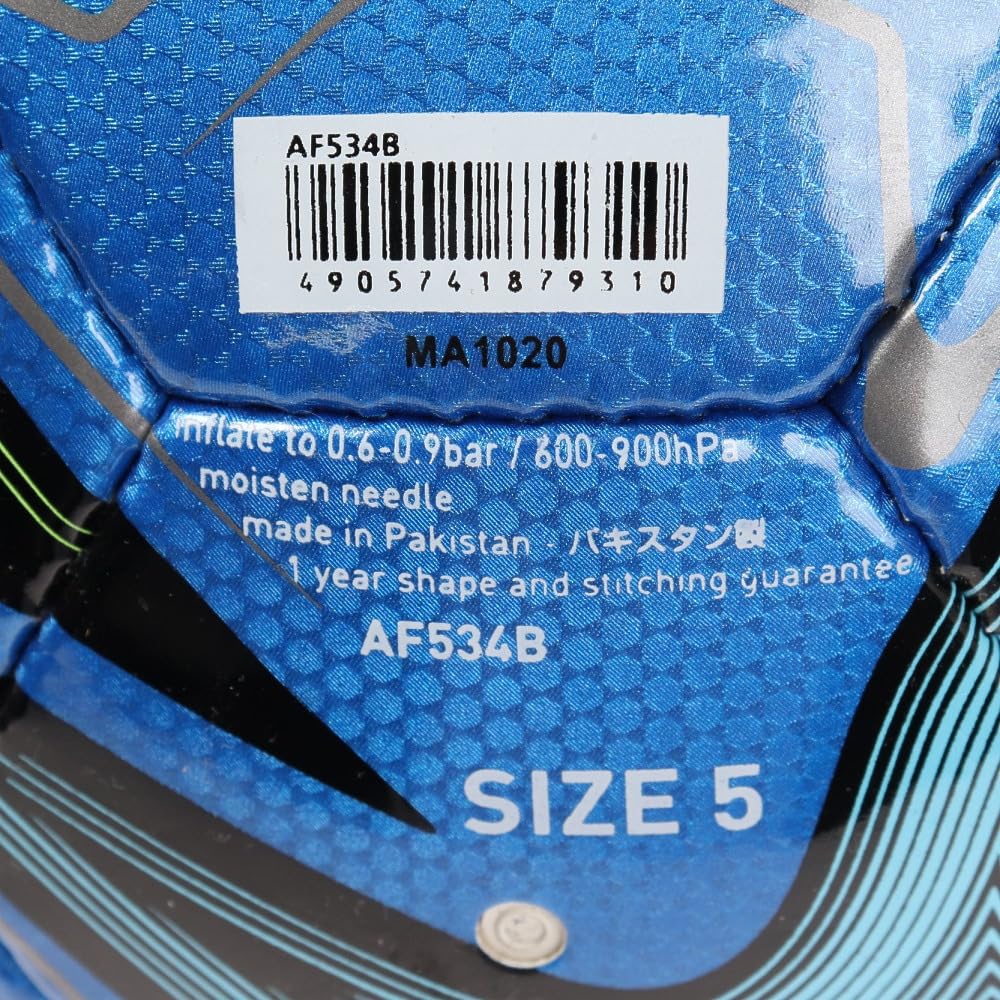 AF534B
4905741879310
MA1020
inflate to 0.6-0.9bar / 600-900hPa
moisten needle
made in Pakistan - パキスタン製
1 year shape and stitching guarantee
AF534B
SIZE 5